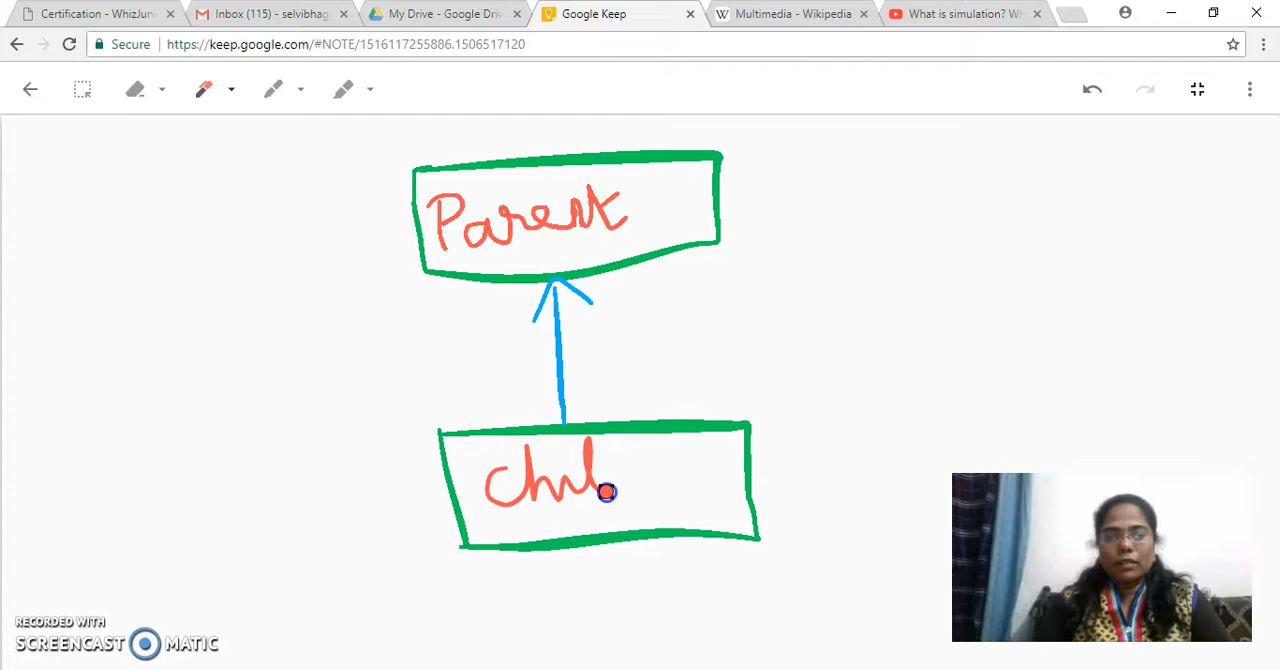 Certification - WhizJunk
Inbox (115) - selvibhag
My Drive - Google Driv
Google Keep
Multimedia - Wikipedia
What is simulation? Wh
Secure
https://keep.google.com/#NOTE/1516117255886.1506517120
Parent
Chil
RECORDED WITH
SCREENCAST MATIC